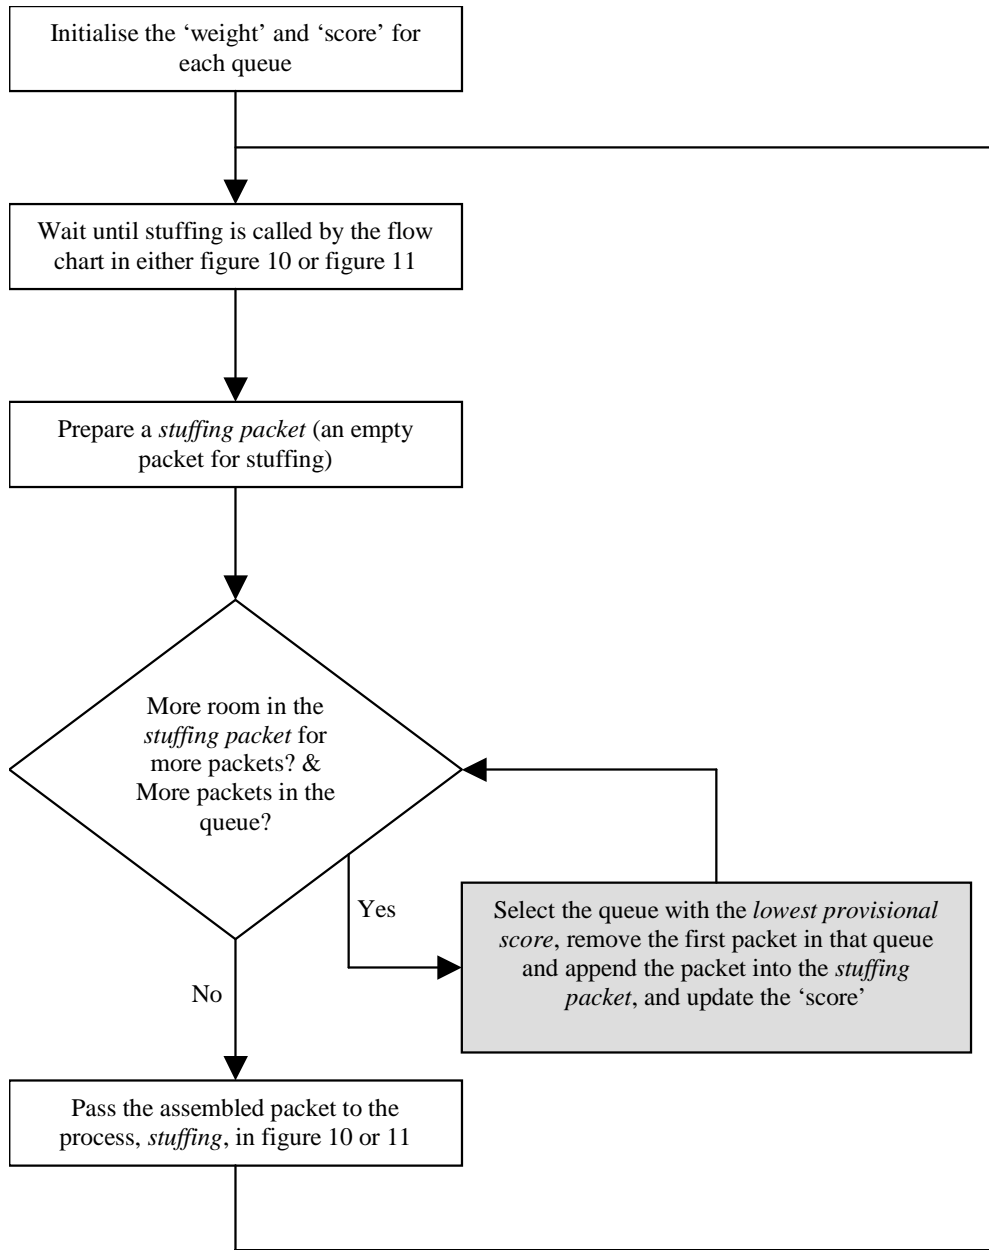 Initialise the ‘weight’ and ‘score’ for
each queue
Wait until stuffing is called by the flow
chart in either figure 10 or figure 11
Prepare a stuffing packet (an empty
packet for stuffing)
More room in the
stuffing packet for
more packets? &
More packets in the
queue?
Yes
Select the queue with the lowest provisional
score, remove the first packet in that queue
and append the packet into the stuffing
packet, and update the ‘score’
No
Pass the assembled packet to the
process, stuffing, in figure 10 or 11